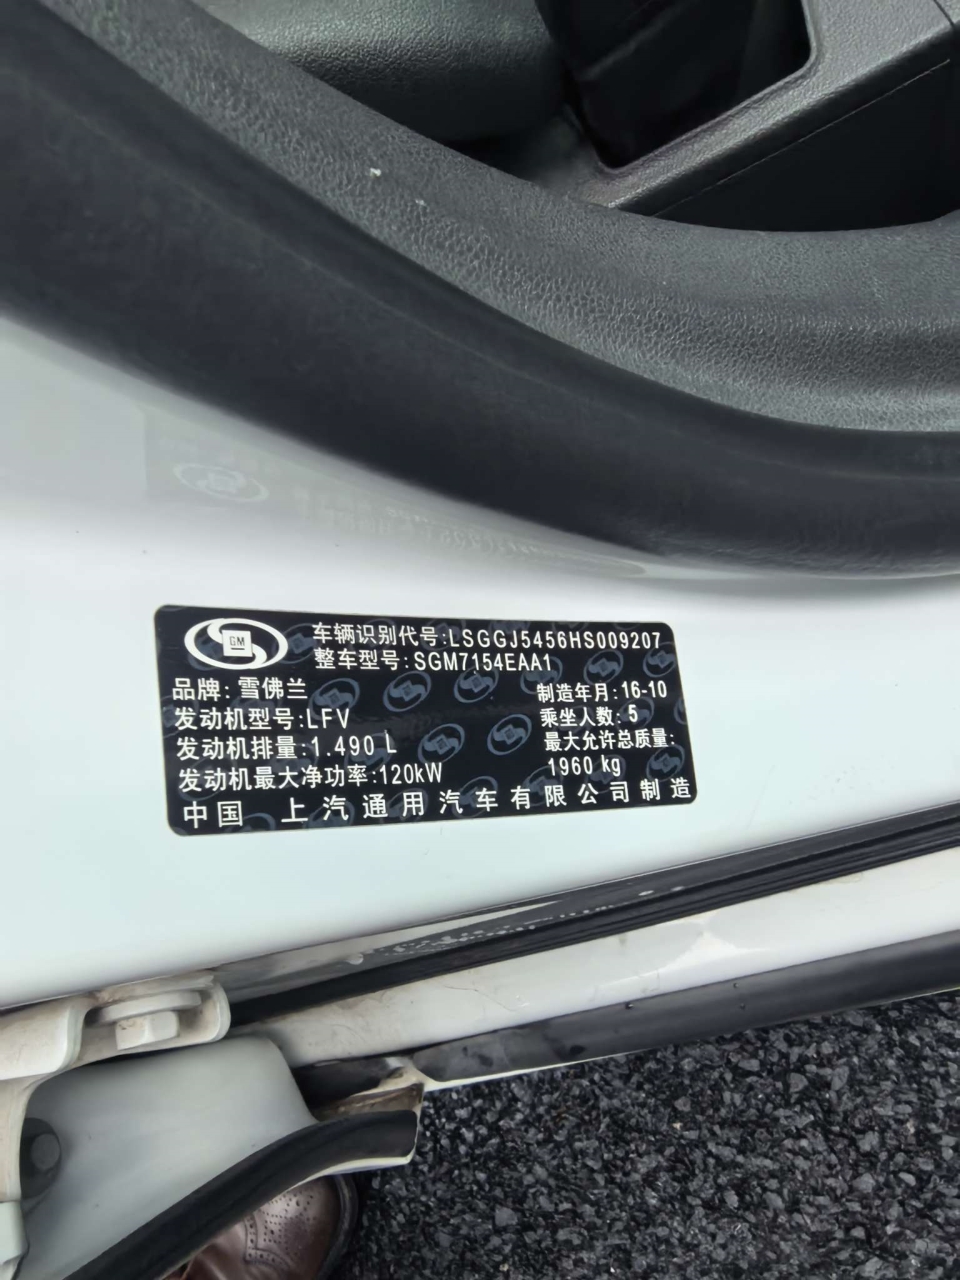 GM
车辆识别代号:LSGGJ5456HS009207
整车型号:SGM7154EAA1
品牌:雪佛兰
制造年月:16-10
发动机型号:LFV
乘坐人数:5
发动机排量:1.490 L
最大允许总质量:
1960 kg
发动机最大净功率:120kW
中国 上汽通用汽车有限公司制造